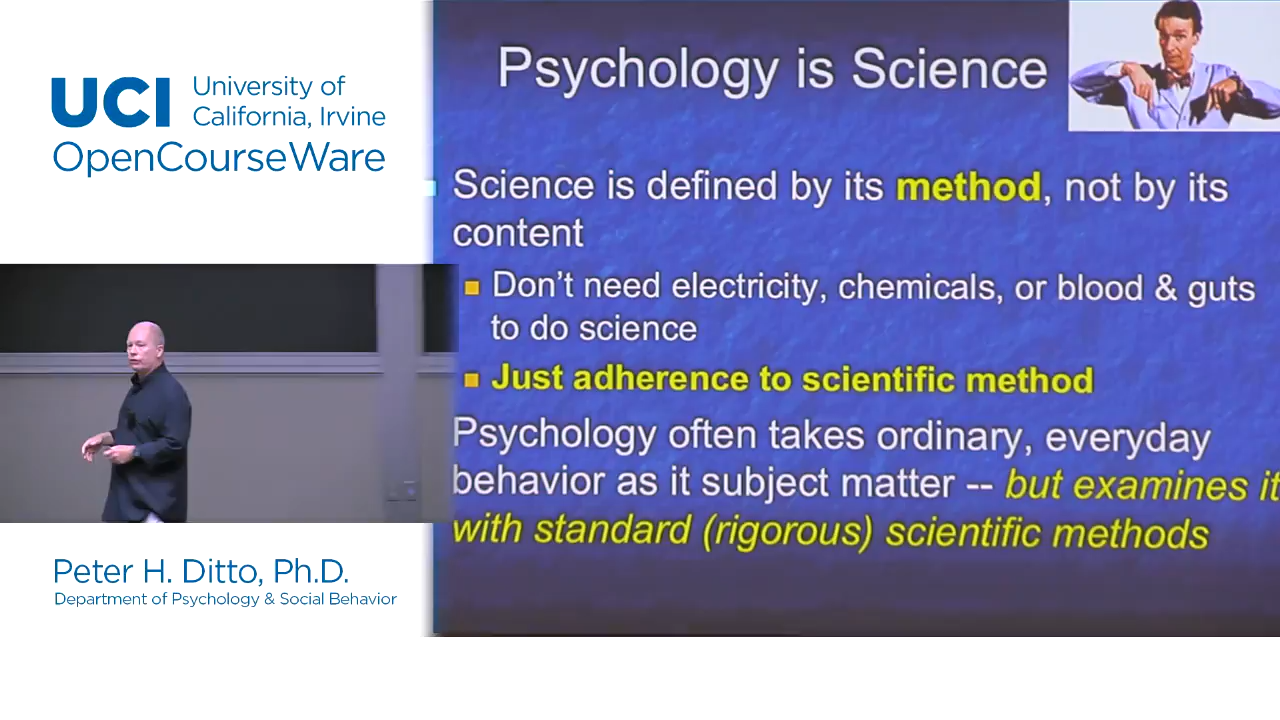 UCI University of
California, Irvine
OpenCourseWare
Peter H. Ditto, Ph.D.
Department of Psychology & Social Behavior
Psychology is Science
Science is defined by its method, not by its
content
Don't need electricity, chemicals, or blood & guts
to do science
Just adherence to scientific method
Psychology often takes ordinary, everyday
behavior as it subject matter -- but examines it
with standard (rigorous) scientific methods